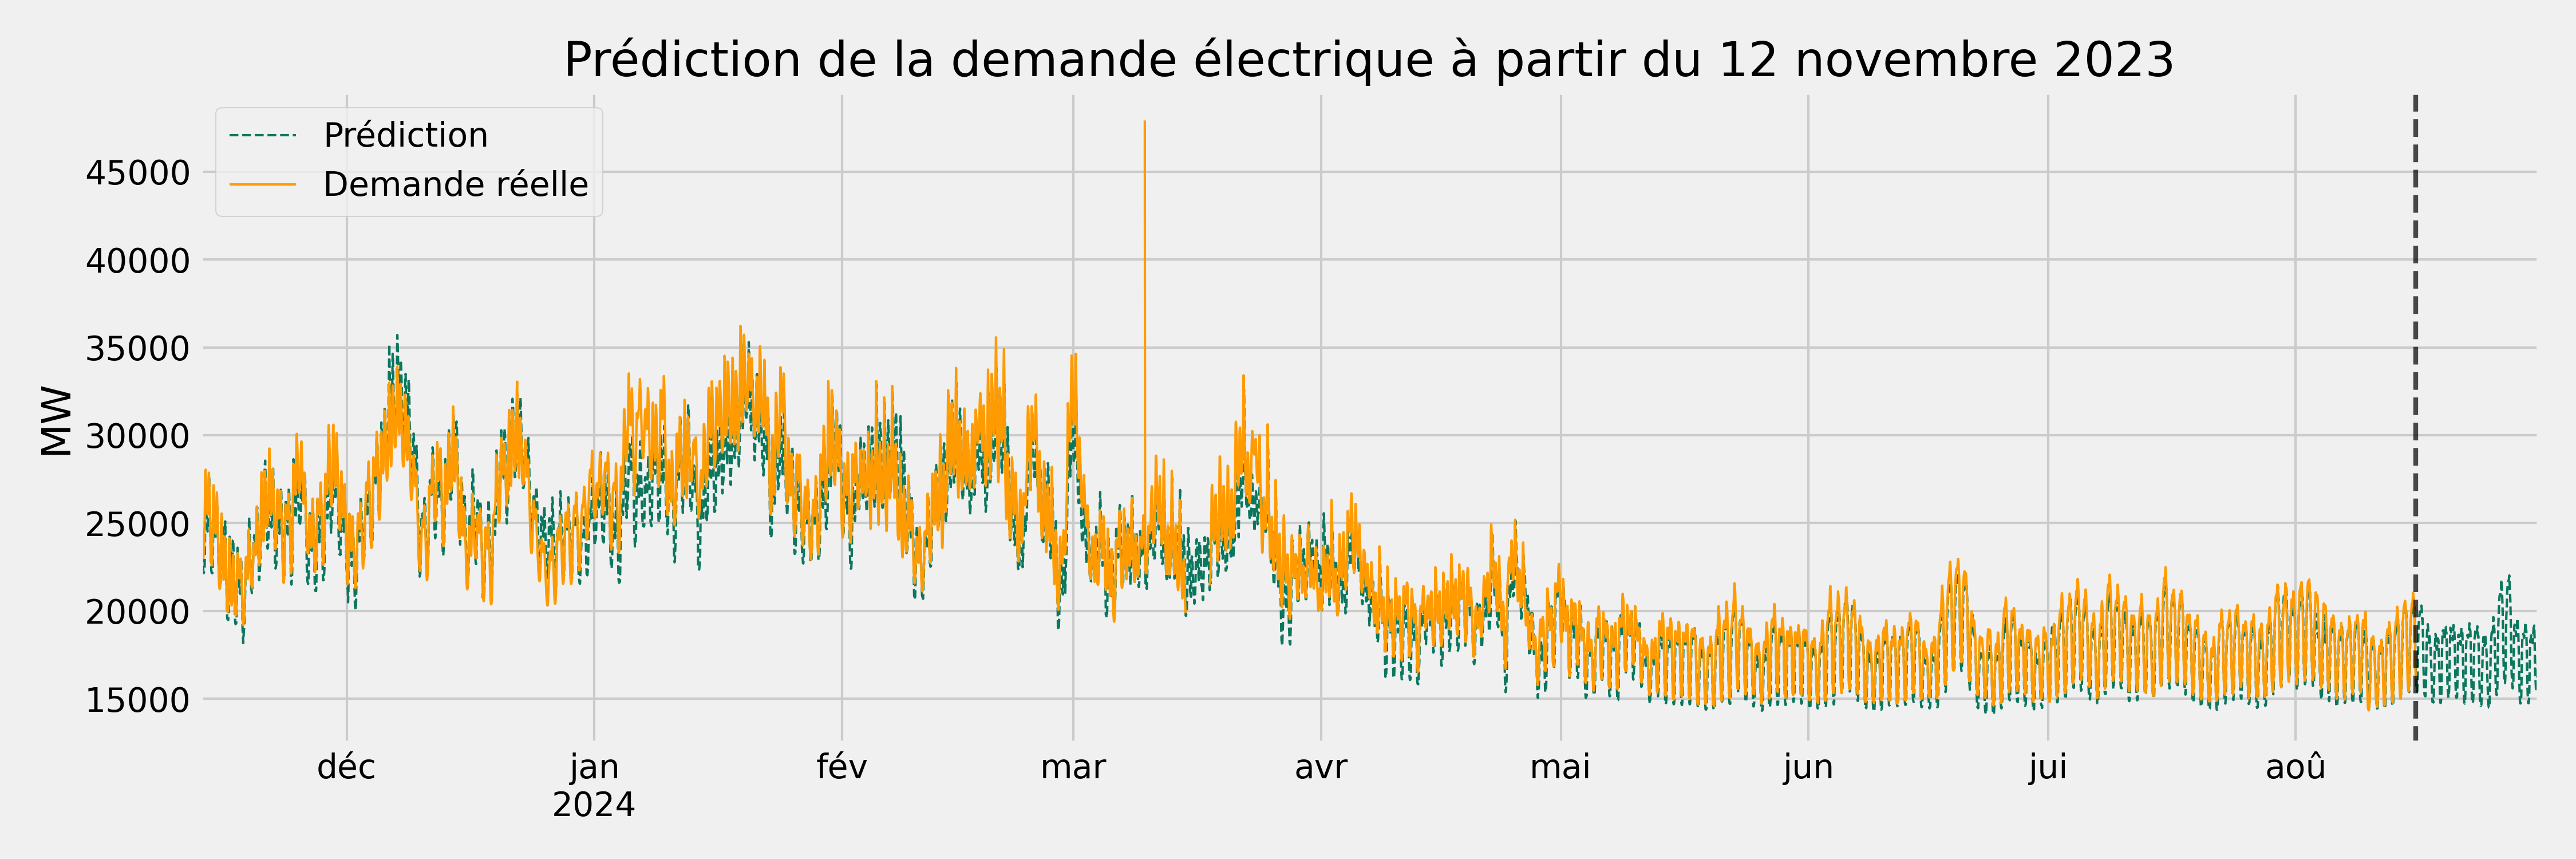 Prédiction de la demande électrique à partir du 12 novembre 2023
Prédiction
Demande réelle
MW
45000
40000
35000
30000
25000
20000
15000
déc
jan
2024
fév
mar
avr
mai
jun
jui
aoû